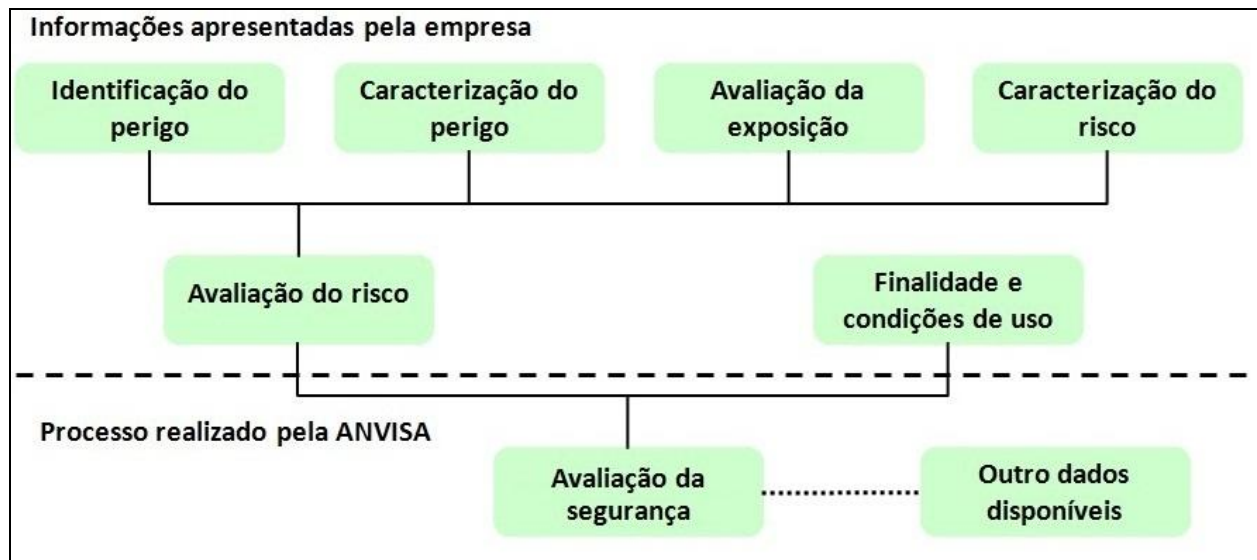 Informações apresentadas pela empresa
Identificação do
perigo
Caracterização do
perigo
Avaliação da
exposição
Caracterização do
risco
Avaliação do risco
Finalidade e
condições de uso
Processo realizado pela ANVISA
Avaliação da
segurança
Outro dados
disponíveis